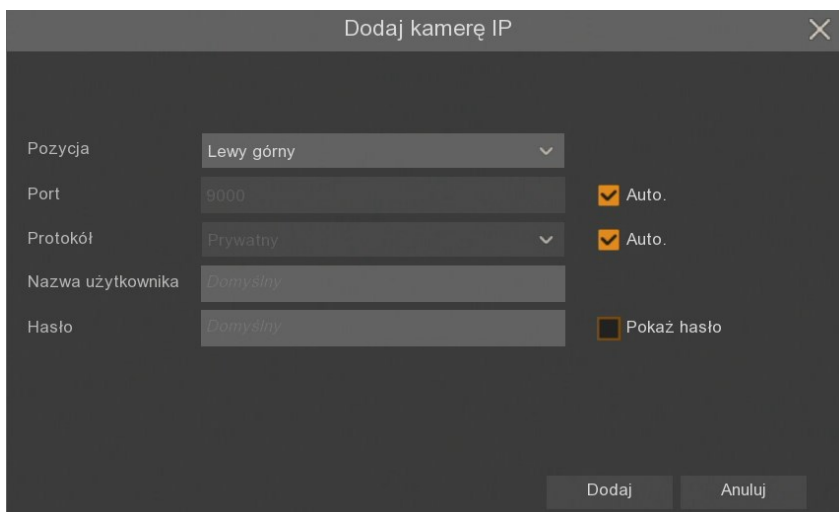 Dodaj kamerę IP
Pozycja Lewy górny
Port 9000 Auto.
Protokół Prywatny Auto.
Nazwa użytkownika Domyślny
Hasło Domyślny Pokaż hasło
Dodaj Anuluj